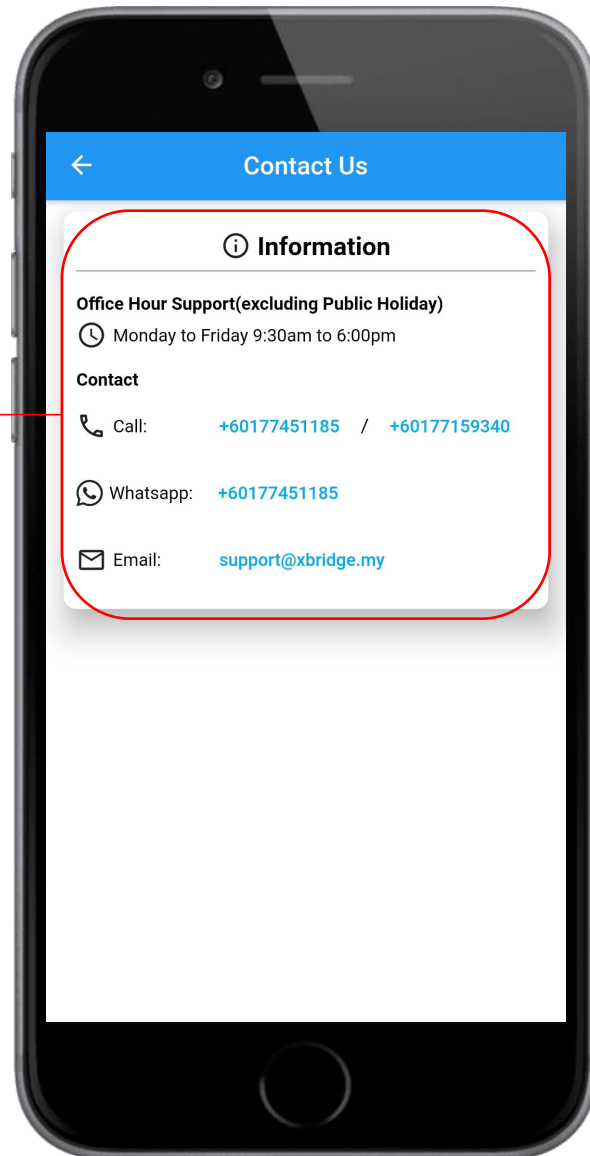 Contact Us
Information
Office Hour Support(excluding Public Holiday)
Monday to Friday 9:30am to 6:00pm
Contact
Call: +60177451185 / +60177159340
Whatsapp: +60177451185
Email: support@xbridge.my